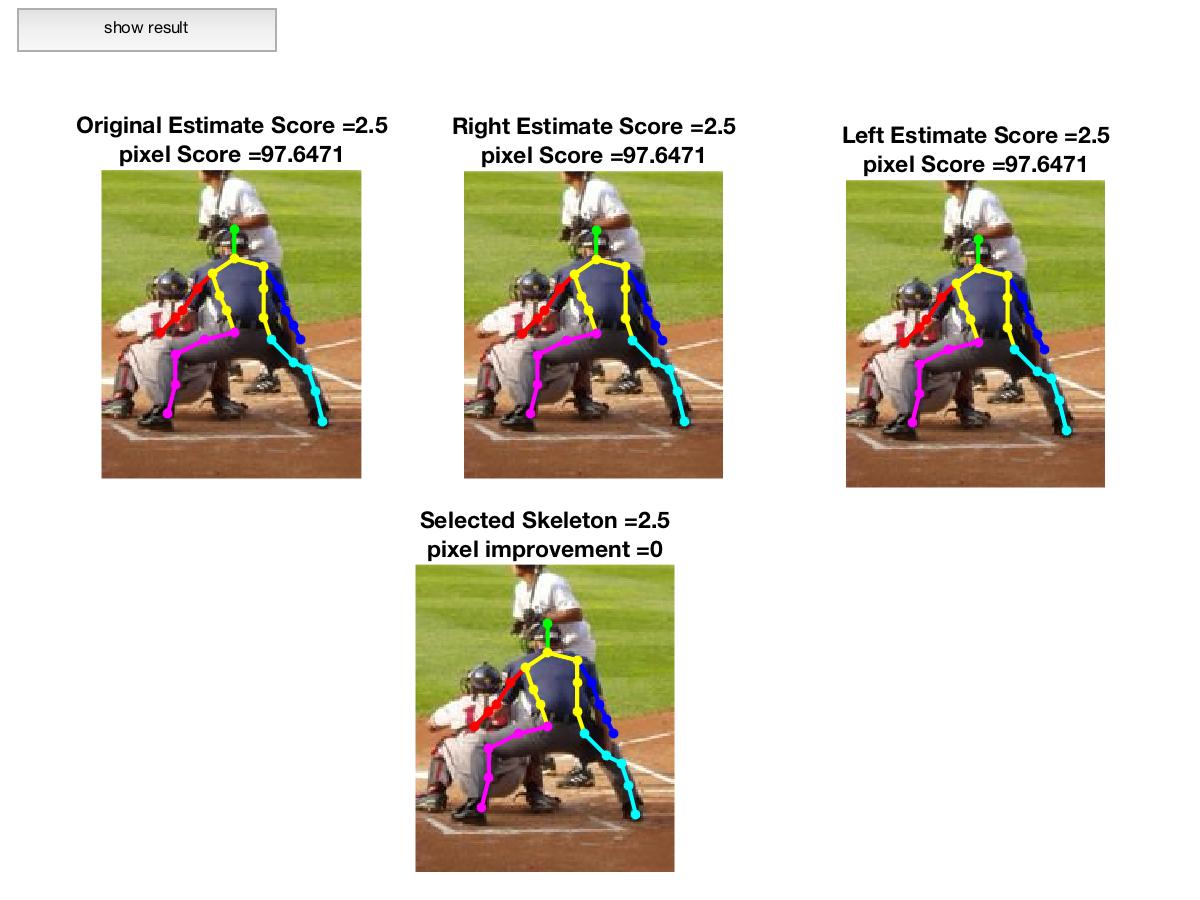 show result
Original Estimate Score =2.5
pixel Score =97.6471
Right Estimate Score =2.5
pixel Score =97.6471
Left Estimate Score =2.5
pixel Score =97.6471
Selected Skeleton =2.5
pixel improvement =0